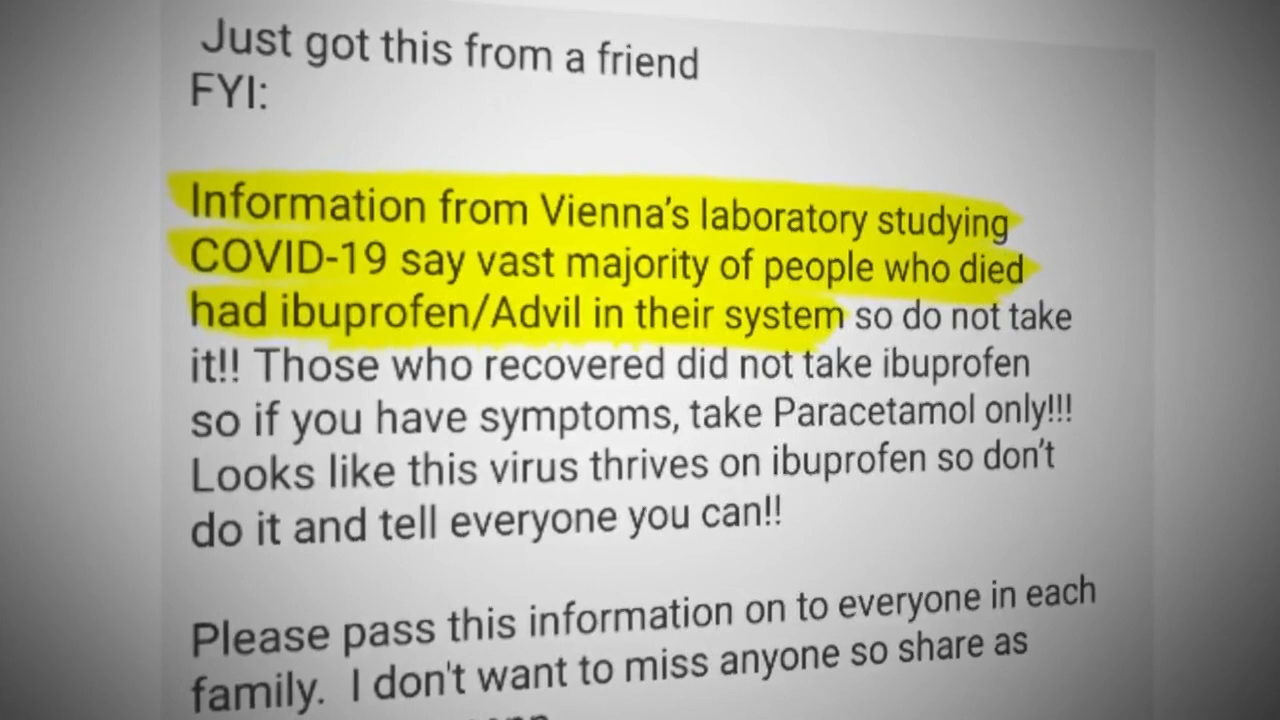 Just got this from a friend
FYI:
Information from Vienna's laboratory studying
COVID-19 say vast majority of people who died
had ibuprofen/Advil in their system so do not take
it!! Those who recovered did not take ibuprofen
so if you have symptoms, take Paracetamol only!!!
Looks like this virus thrives on ibuprofen so don't
do it and tell everyone you can!!
Please pass this information on to everyone in each
family.  I don't want to miss anyone so share as